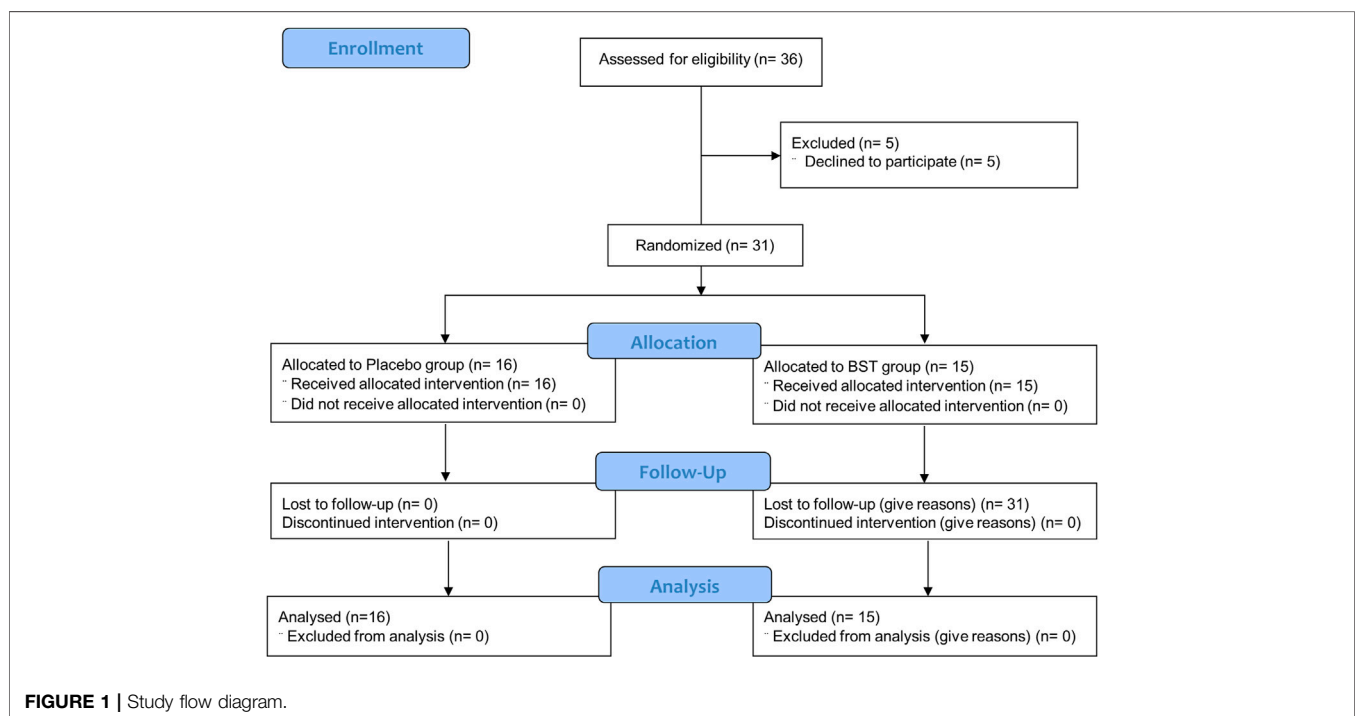 Enrollment
Assessed for eligibility (n= 36)
Excluded (n= 5)
¨ Declined to participate (n= 5)
Randomized (n= 31)
Allocation
Allocated to Placebo group (n= 16)
¨ Received allocated intervention (n= 16)
¨ Did not receive allocated intervention (n= 0)
Allocated to BST group (n= 15)
¨ Received allocated intervention (n= 15)
¨ Did not receive allocated intervention (n= 0)
Follow-Up
Lost to follow-up (n= 0)
Discontinued intervention (n= 0)
Lost to follow-up (give reasons) (n= 31)
Discontinued intervention (give reasons) (n= 0)
Analysis
Analysed (n=16)
¨ Excluded from analysis (n= 0)
Analysed (n= 15)
¨ Excluded from analysis (give reasons) (n= 0)
FIGURE 1 | Study flow diagram.